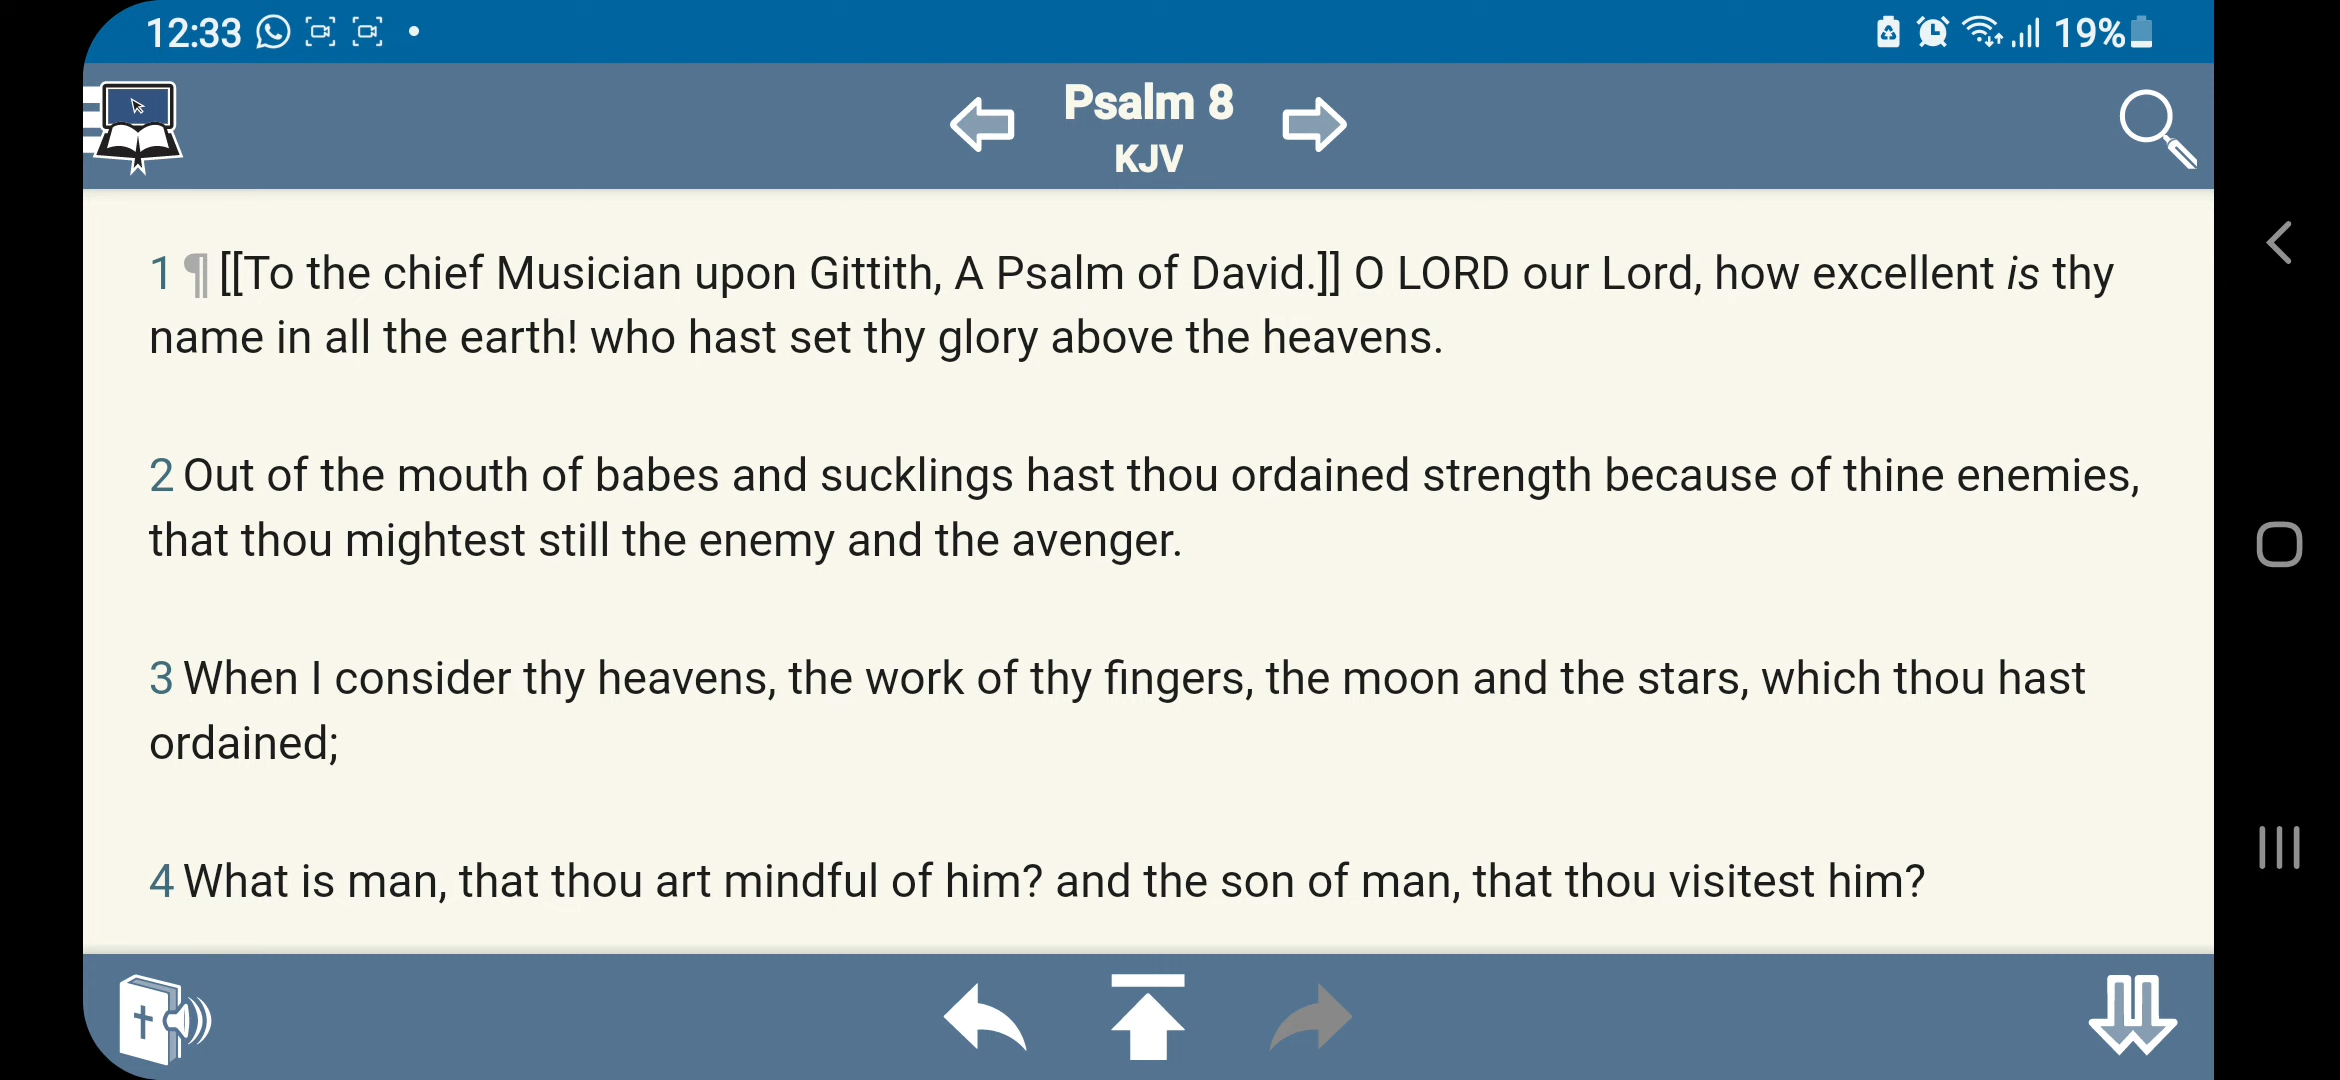 12:33 19%
Psalm 8
KJV
1 ¶ [[To the chief Musician upon Gittith, A Psalm of David.]] O LORD our Lord, how excellent is thy
name in all the earth! who hast set thy glory above the heavens.
2 Out of the mouth of babes and sucklings hast thou ordained strength because of thine enemies,
that thou mightest still the enemy and the avenger.
3 When I consider thy heavens, the work of thy fingers, the moon and the stars, which thou hast
ordained;
4 What is man, that thou art mindful of him? and the son of man, that thou visitest him?